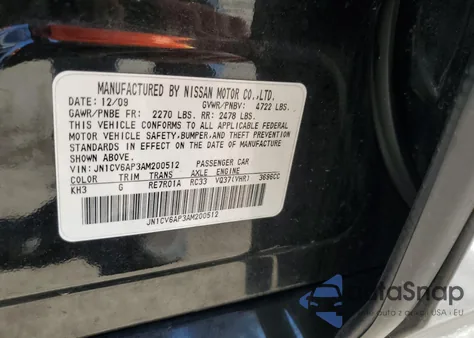 MANUFACTURED BY NISSAN MOTOR CO.,LTD.
DATE: 12/09 GVWR/PNBV: 4722 LBS.
GAWR/PNBE FR: 2270 LBS. RR: 2478 LBS.
THIS VEHICLE CONFORMS TO ALL APPLICABLE FEDERAL
MOTOR VEHICLE SAFETY,BUMPER,AND THEFT PREVENTION
STANDARDS IN EFFECT ON THE DATE OF MANUFACTURE
SHOWN ABOVE.
VIN: JN1CV6AP3AM200512 PASSENGER CAR
COLOR TRIM TRANS AXLE ENGINE
KH3 G RE7R01A RC33 VQ37(VHR) 3696CC
JN1CV6AP3AM200512
AutoSnap
USA EU